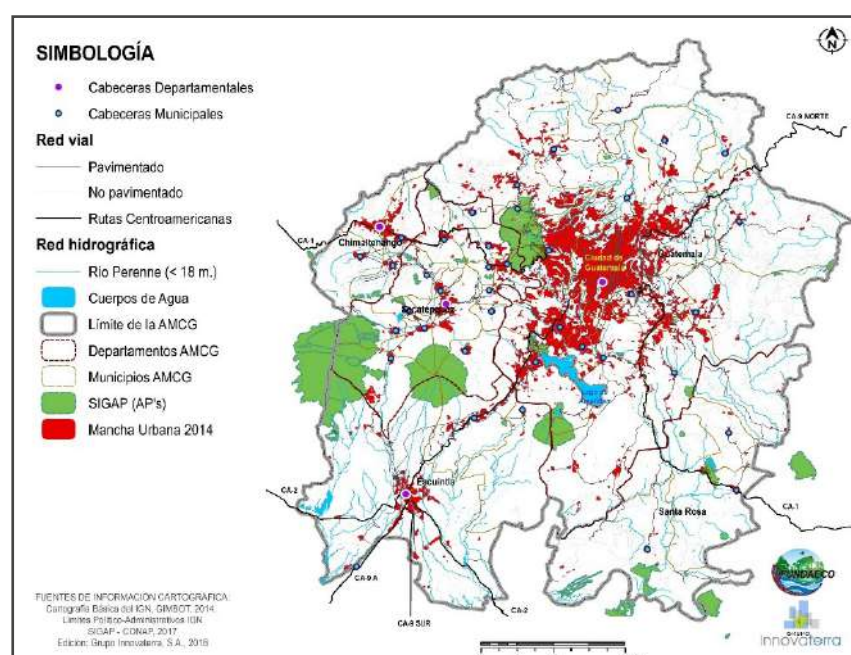 SIMBOLOGÍA
Cabeceras Departamentales
Cabeceras Municipales
Red vial
Pavimentado
No pavimentado
Rutas Centroamericanas
Red hidrográfica
Río Perenne (< 18 m.)
Cuerpos de Agua
Límite de la AMCG
Departamentos AMCG
Municipios AMCG
SIGAP (AP's)
Mancha Urbana 2014
FUENTES DE INFORMACIÓN CARTOGRÁFICA:
Cartografía Básica del IGN, GIMBOT, 2014
Límites Político-Administrativos IGN
SIGAP - CONAP, 2017
Edición: Grupo Innovaterra, S.A., 2018
N
CA-9 NORTE
CA-1
Chimaltenango
Ciudad de
Guatemala
Guatemala
Sacatepéquez
CA-2
Escuintla
Santa Rosa
CA-1
CA-9 A
CA-2
CA-9 SUR
FUNDAECO
innovaterra